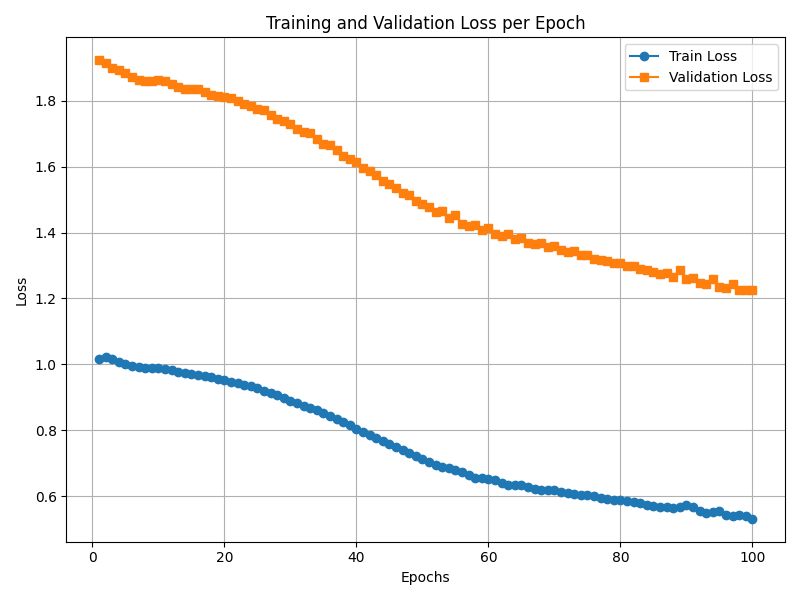 Training and Validation Loss per Epoch
Train Loss
Validation Loss
Loss
1.8
1.6
1.4
1.2
1.0
0.8
0.6
0 20 40 60 80 100
Epochs